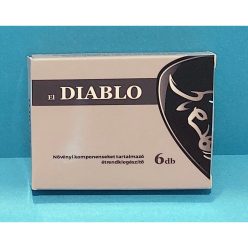 El DIABLO
Növényi komponenseket tartalmazó
étrendkiegészítő
6db